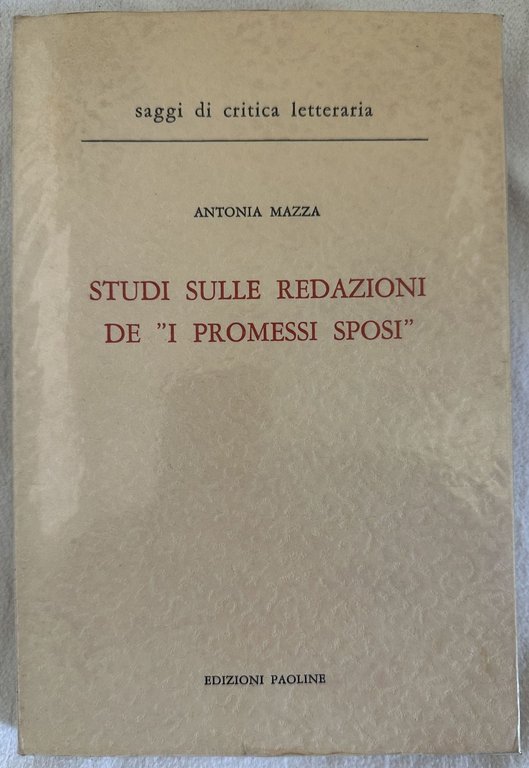 saggi di critica letteraria
ANTONIA MAZZA
STUDI SULLE REDAZIONI
DE ”I PROMESSI SPOSI”
EDIZIONI PAOLINE